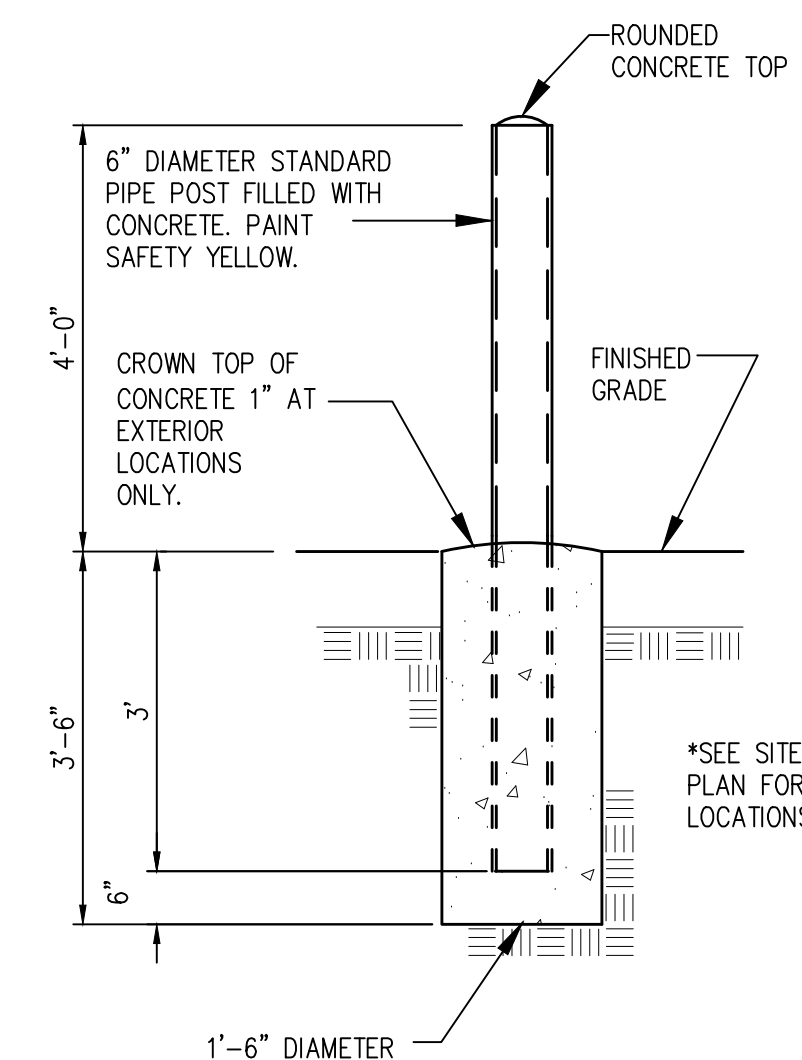 ROUNDED
CONCRETE TOP
6” DIAMETER STANDARD
PIPE POST FILLED WITH
CONCRETE. PAINT
SAFETY YELLOW.
4’-0”
CROWN TOP OF
CONCRETE 1” AT
EXTERIOR
LOCATIONS
ONLY.
FINISHED
GRADE
3’-6”
3’
*SEE SITE
PLAN FOR
LOCATIONS
6”
1’-6” DIAMETER